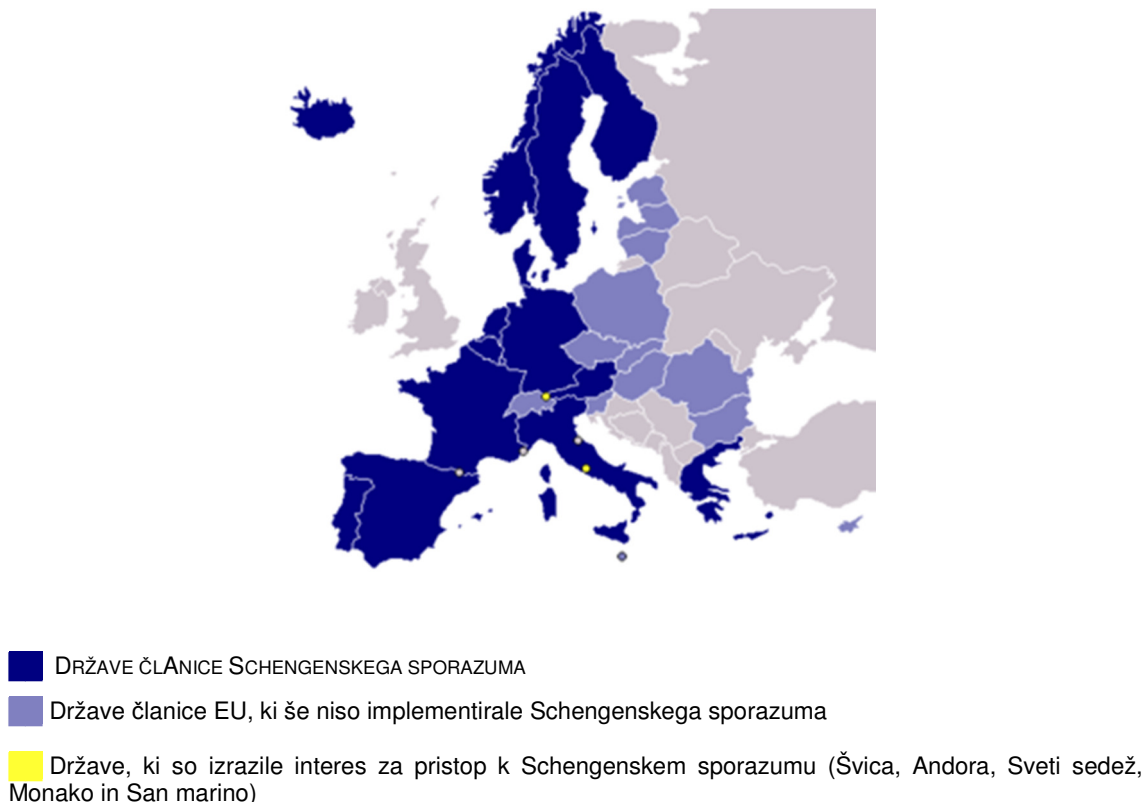 DRŽAVE ČLANICE SCHENGENSKEGA SPORAZUMA
Države članice EU, ki še niso implementirale Schengenskega sporazuma
Države, ki so izrazile interes za pristop k Schengenskem sporazumu (Švica, Andora, Sveti sedež,
Monako in San marino)